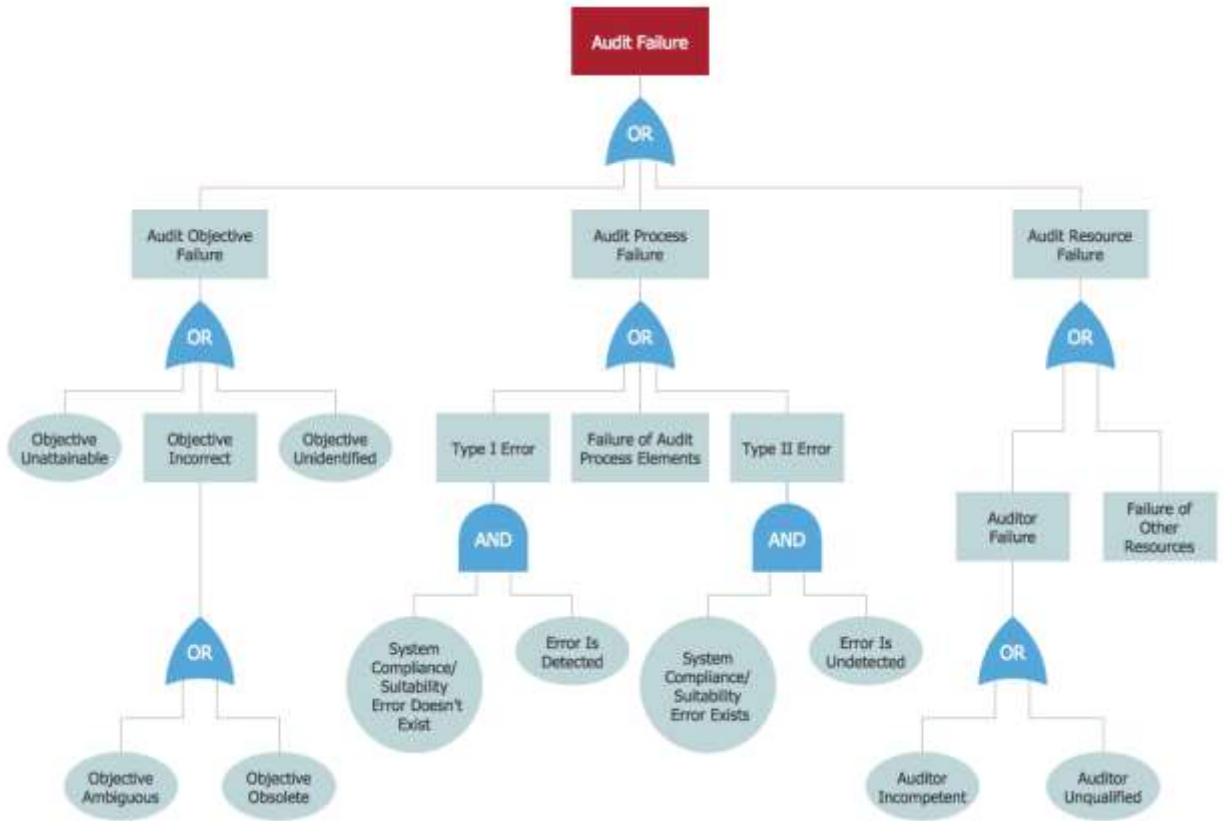 Audit Failure
OR
Audit Objective
Failure
Audit Process
Failure
Audit Resource
Failure
OR
OR
OR
Objective
Unattainable
Objective
Incorrect
Objective
Unidentified
Type I Error
Failure of Audit
Process Elements
Type II Error
Auditor
Failure
Failure of
Other
Resources
AND
AND
System
Compliance/
Suitability
Error Doesn't
Exist
Error Is
Detected
System
Compliance/
Suitability
Error Exists
Error Is
Undetected
OR
OR
Objective
Ambiguous
Objective
Obsolete
Auditor
Incompetent
Auditor
Unqualified